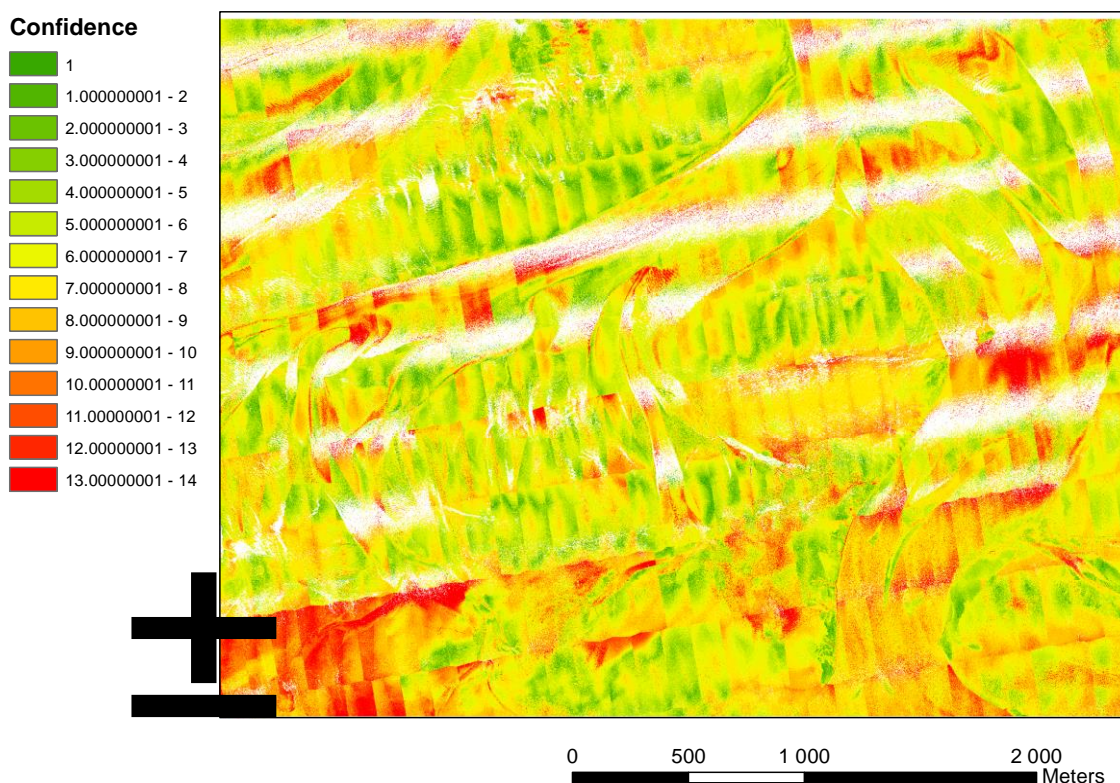 Confidence
1
1.000000001 - 2
2.000000001 - 3
3.000000001 - 4
4.000000001 - 5
5.000000001 - 6
6.000000001 - 7
7.000000001 - 8
8.000000001 - 9
9.000000001 - 10
10.00000001 - 11
11.00000001 - 12
12.00000001 - 13
13.00000001 - 14
0 500 1 000 2 000
Meters